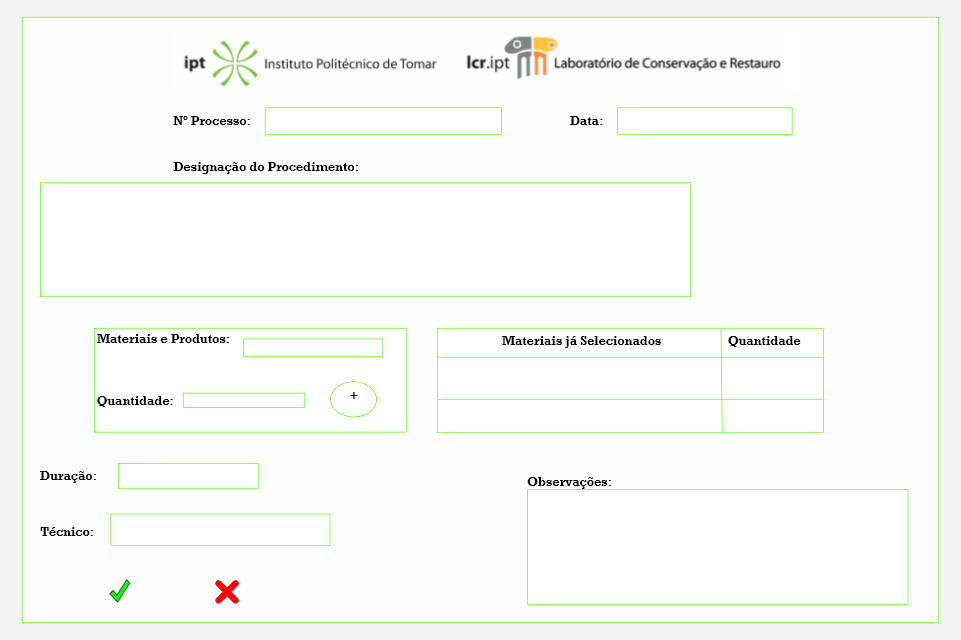 ipt Instituto Politécnico de Tomar lcr.ipt Laboratório de Conservação e Restauro
Nº Processo: Data:
Designação do Procedimento:
Materiais e Produtos:
Quantidade: +
Materiais já Selecionados Quantidade
Duração:
Técnico:
Observações: